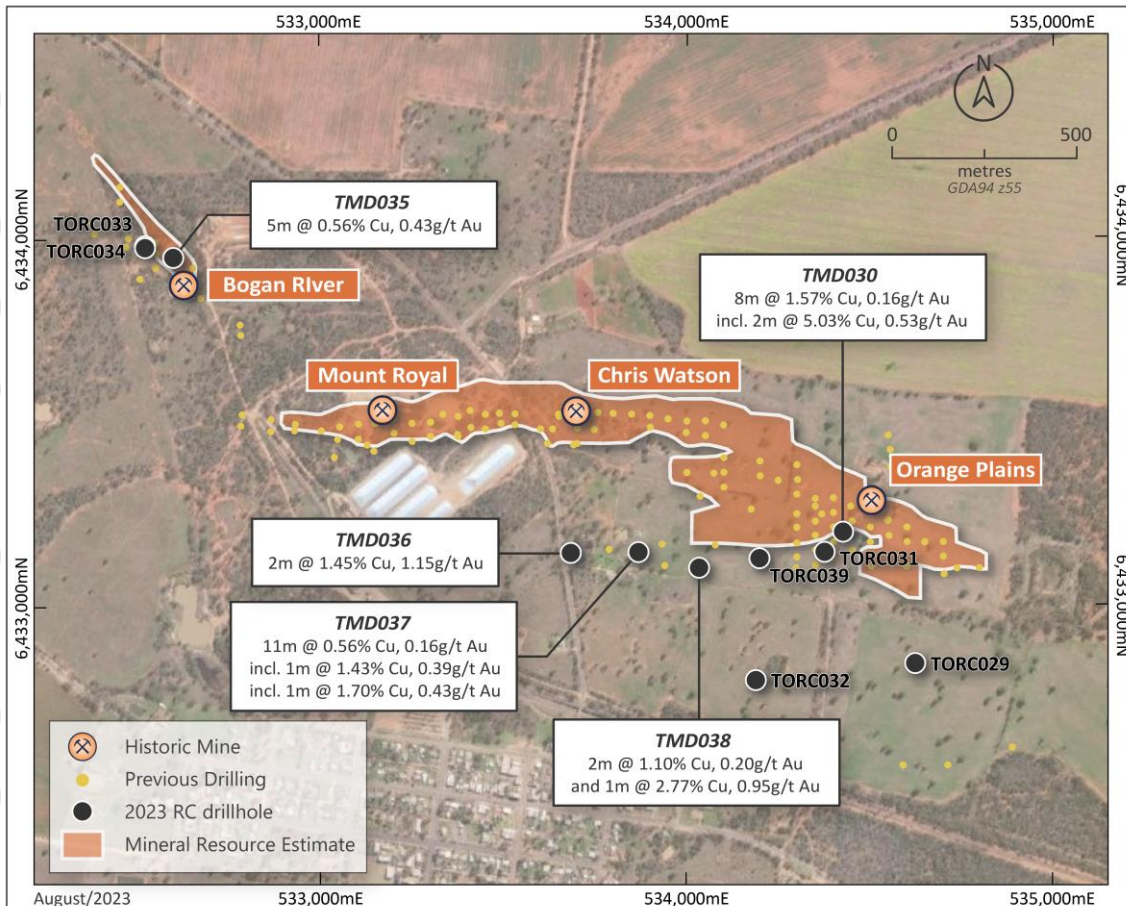 533,000mE
534,000mE
535,000mE
N
0 500
metres
GDA94 z55
6,434,000mN
6,434,000mN
TMD035
5m @ 0.56% Cu, 0.43g/t Au
TORC033
TORC034
Bogan RIver
TMD030
8m @ 1.57% Cu, 0.16g/t Au
incl. 2m @ 5.03% Cu, 0.53g/t Au
Mount Royal
Chris Watson
Orange Plains
TMD036
2m @ 1.45% Cu, 1.15g/t Au
TORC031
TORC039
6,433,000mN
6,433,000mN
TMD037
11m @ 0.56% Cu, 0.16g/t Au
incl. 1m @ 1.43% Cu, 0.39g/t Au
incl. 1m @ 1.70% Cu, 0.43g/t Au
TORC029
TORC032
TMD038
2m @ 1.10% Cu, 0.20g/t Au
and 1m @ 2.77% Cu, 0.95g/t Au
Historic Mine
Previous Drilling
2023 RC drillhole
Mineral Resource Estimate
August/2023
533,000mE
534,000mE
535,000mE